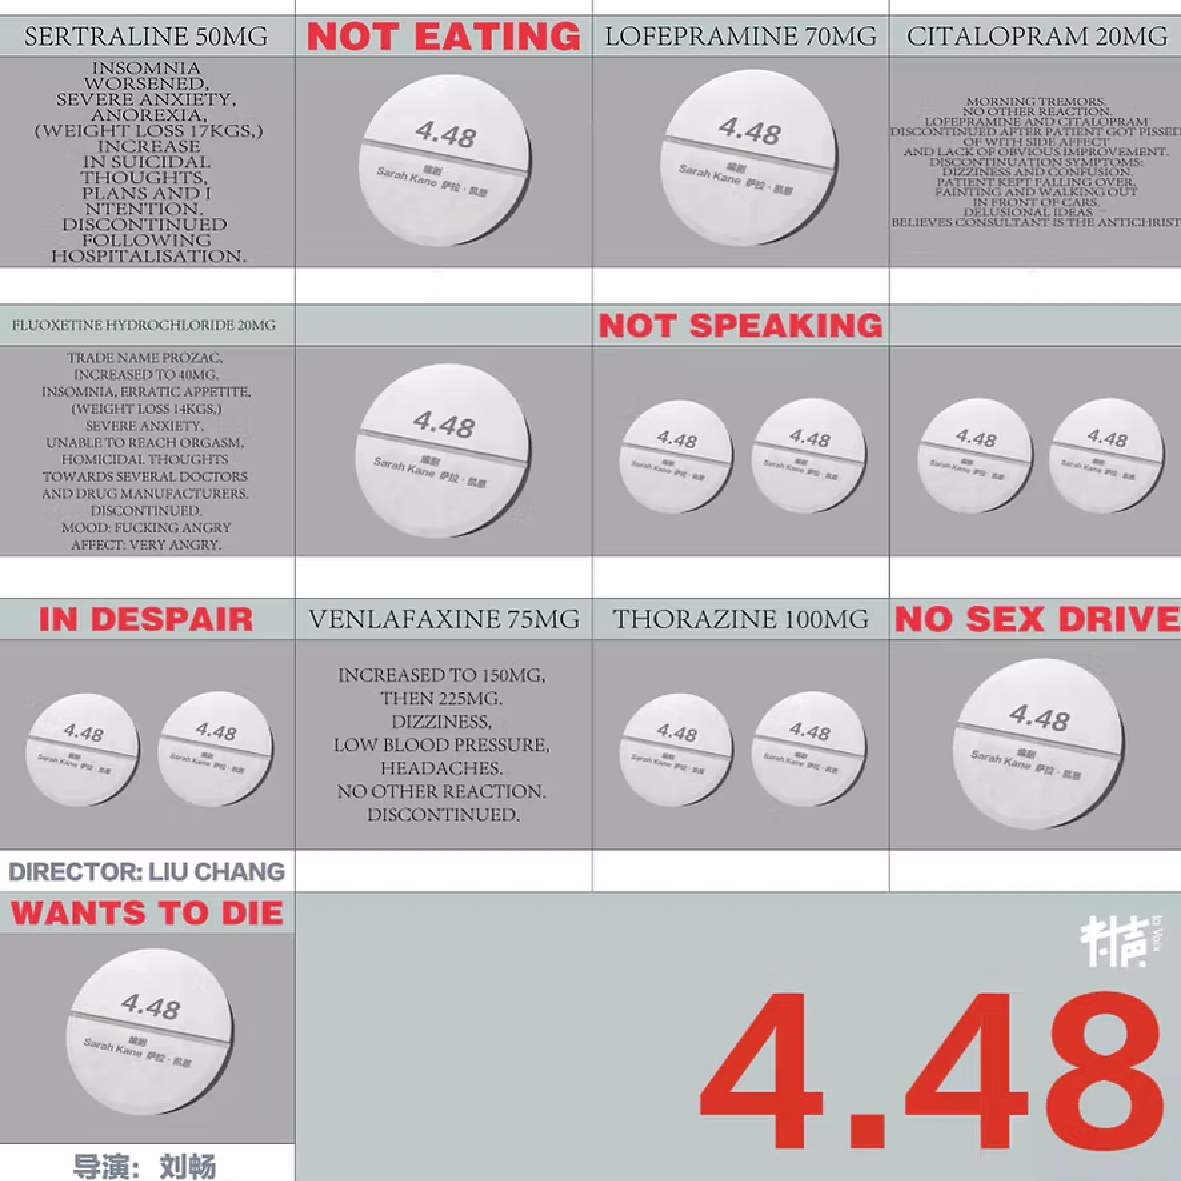 SERTRALINE 50MG
INSOMNIA
WORSENED,
SEVERE ANXIETY,
ANOREXIA,
(WEIGHT LOSS 17KGS,)
INCREASE
IN SUICIDAL
THOUGHTS,
PLANS AND I
NTENTION.
DISCONTINUED
FOLLOWING
HOSPITALISATION.
NOT EATING
4.48
编剧
Sarah Kane 萨拉·凯恩
LOFEPRAMINE 70MG
4.48
编剧
Sarah Kane 萨拉·凯恩
CITALOPRAM 20MG
MORNING TREMORS.
NO OTHER REACTION.
LOFEPRAMINE AND CITALOPRAM
DISCONTINUED AFTER PATIENT GOT PISSED
OF WITH SIDE AFFECT
AND LACK OF OBVIOUS IMPROVEMENT.
DISCONTINUATION SYMPTOMS:
DIZZINESS AND CONFUSION.
PATIENT KEPT FALLING OVER,
FAINTING AND WALKING OUT
IN FRONT OF CARS.
DELUSIONAL IDEAS –
BELIEVES CONSULTANT IS THE ANTICHRIST
FLUOXETINE HYDROCHLORIDE 20MG
TRADE NAME PROZAC,
INCREASED TO 40MG.
INSOMNIA, ERRATIC APPETITE,
(WEIGHT LOSS 14KGS,)
SEVERE ANXIETY,
UNABLE TO REACH ORGASM,
HOMICIDAL THOUGHTS
TOWARDS SEVERAL DOCTORS
AND DRUG MANUFACTURERS.
DISCONTINUED.
MOOD: FUCKING ANGRY
AFFECT: VERY ANGRY.
4.48
编剧
Sarah Kane 萨拉·凯恩
NOT SPEAKING
4.48
编剧
Sarah Kane 萨拉·凯恩
4.48
编剧
Sarah Kane 萨拉·凯恩
4.48
编剧
Sarah Kane 萨拉·凯恩
4.48
编剧
Sarah Kane 萨拉·凯恩
IN DESPAIR
4.48
编剧
Sarah Kane 萨拉·凯恩
4.48
编剧
Sarah Kane 萨拉·凯恩
VENLAFAXINE 75MG
INCREASED TO 150MG,
THEN 225MG.
DIZZINESS,
LOW BLOOD PRESSURE,
HEADACHES.
NO OTHER REACTION.
DISCONTINUED.
THORAZINE 100MG
4.48
编剧
Sarah Kane 萨拉·凯恩
4.48
编剧
Sarah Kane 萨拉·凯恩
NO SEX DRIVE
4.48
编剧
Sarah Kane 萨拉·凯恩
DIRECTOR: LIU CHANG
WANTS TO DIE
4.48
编剧
Sarah Kane 萨拉·凯恩
导演：刘畅
la Voix
4.48